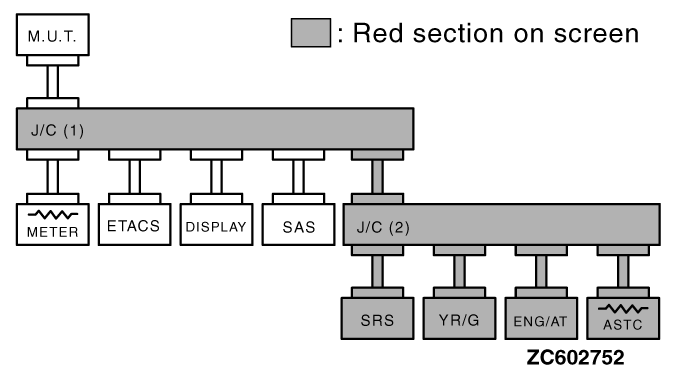 M.U.T.
: Red section on screen
J/C (1)
METER
ETACS
DISPLAY
SAS
J/C (2)
SRS
YR/G
ENG/AT
ASTC
ZC602752